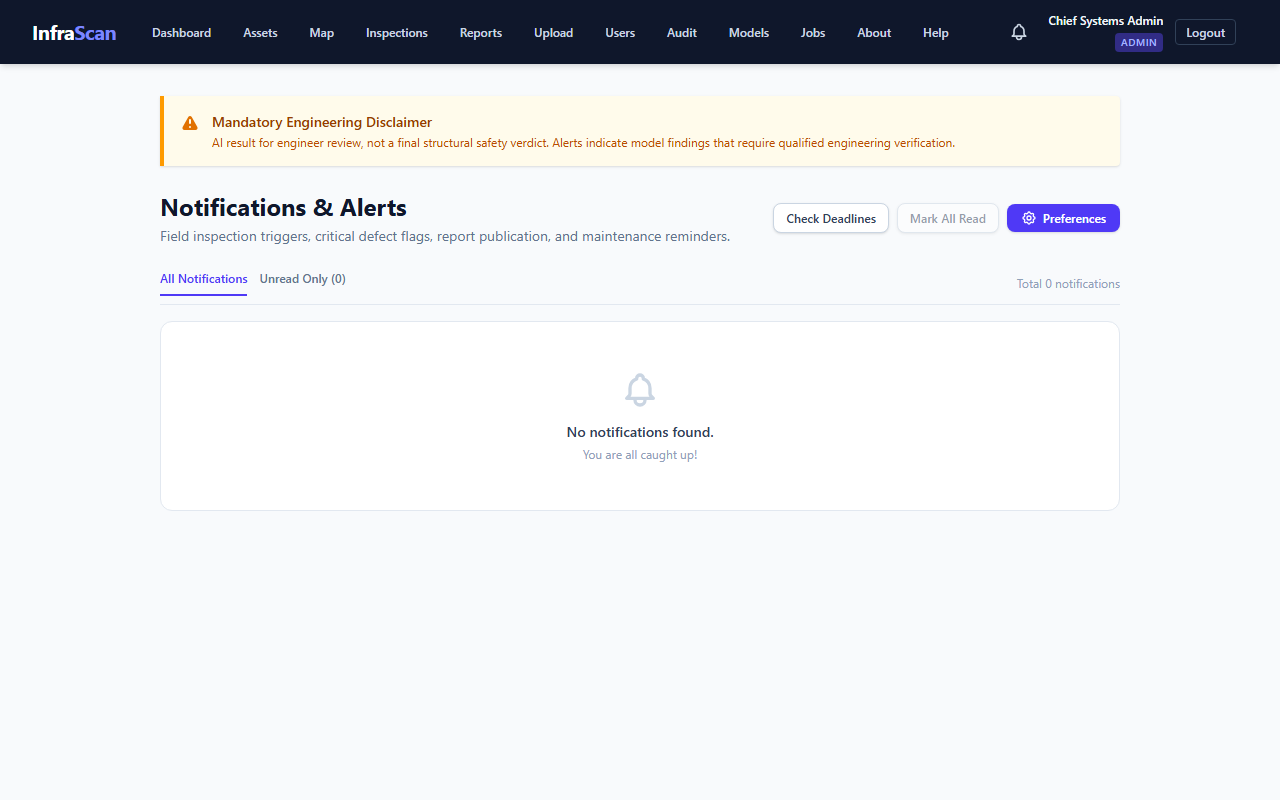 InfraScan
Dashboard
Assets
Map
Inspections
Reports
Upload
Users
Audit
Models
Jobs
About
Help
Chief Systems Admin
ADMIN
Logout
Mandatory Engineering Disclaimer
AI result for engineer review, not a final structural safety verdict. Alerts indicate model findings that require qualified engineering verification.
Notifications & Alerts
Field inspection triggers, critical defect flags, report publication, and maintenance reminders.
Check Deadlines
Mark All Read
Preferences
All Notifications
Unread Only (0)
Total 0 notifications
No notifications found.
You are all caught up!